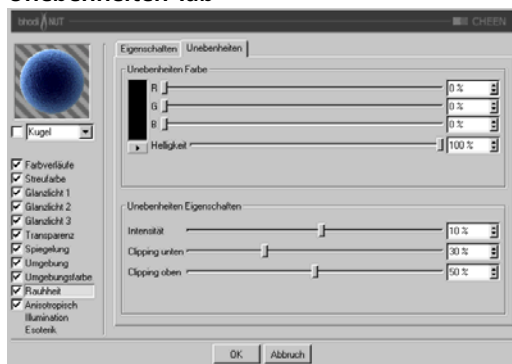 bhodiNUT
CHEEN
Eigenschaften Unebenheiten
Unebenheiten Farbe
R 0 %
G 0 %
B 0 %
Helligkeit 100 %
Kugel
Farbverläufe
Streufarbe
Glanzlicht 1
Glanzlicht 2
Glanzlicht 3
Transparenz
Spiegelung
Umgebung
Umgebungsfarbe
Rauhheit
Anisotropisch
Illumination
Esoterik
Unebenheiten Eigenschaften
Intensität 10 %
Clipping unten 30 %
Clipping oben 50 %
OK Abbruch